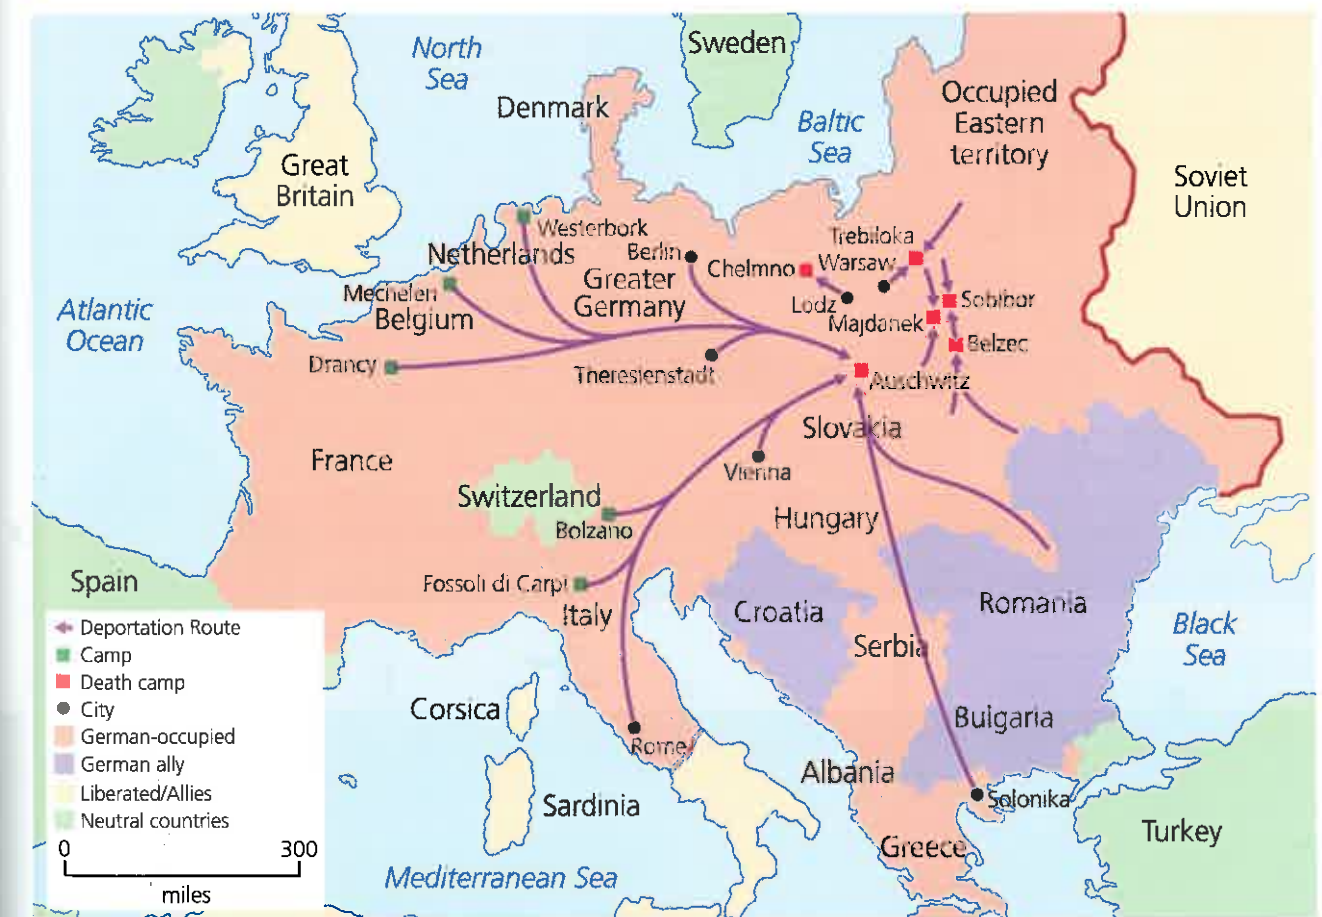 North
Sea
Sweden
Denmark
Baltic
Sea
Occupied
Eastern
territory
Soviet
Union
Great
Britain
Westerbork
Netherlands
Berlin
Greater
Germany
Chelmno
Trebiloka
Warsaw
Lodz
Majdanek
Sobibor
Belzec
Mechelen
Belgium
Atlantic
Ocean
Drancy
Theresienstadt
Auschwitz
Slovakia
France
Vienna
Switzerland
Bolzano
Hungary
Fossoli di Carpi
Italy
Spain
Croatia
Romania
Serbia
Black
Sea
Corsica
Rome
Bulgaria
Albania
Sardinia
Solonika
Greece
Turkey
Mediterranean Sea
Deportation Route
Camp
Death camp
City
German-occupied
German ally
Liberated/Allies
Neutral countries
0 300
miles